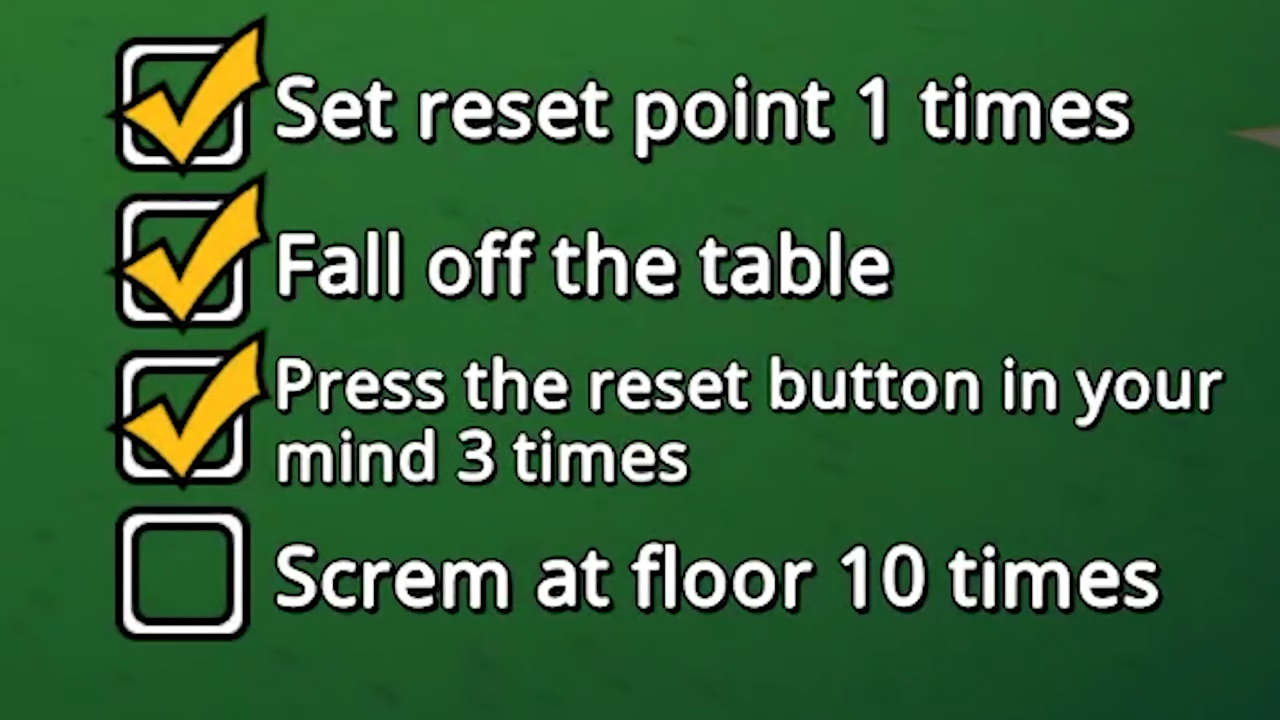 Set reset point 1 times
Fall off the table
Press the reset button in your
mind 3 times
Screm at floor 10 times